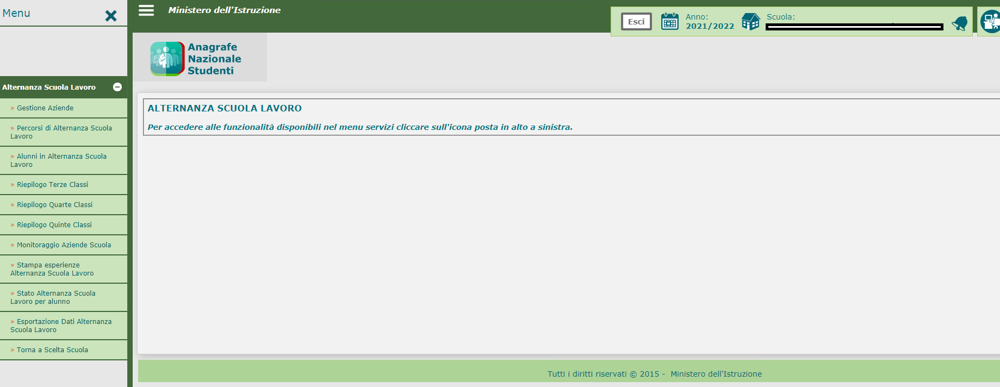 Menu
Ministero dell'Istruzione
Esci
Anno:
2021/2022
Scuola:
Anagrafe
Nazionale
Studenti
Alternanza Scuola Lavoro
» Gestione Aziende
» Percorsi di Alternanza Scuola
Lavoro
» Alunni in Alternanza Scuola
Lavoro
» Riepilogo Terze Classi
» Riepilogo Quarte Classi
» Riepilogo Quinte Classi
» Monitoraggio Aziende Scuola
» Stampa esperienze
Alternanza Scuola Lavoro
» Stato Alternanza Scuola
Lavoro per alunno
» Esportazione Dati Alternanza
Scuola Lavoro
» Torna a Scelta Scuola
ALTERNANZA SCUOLA LAVORO
Per accedere alle funzionalità disponibili nel menu servizi cliccare sull'icona posta in alto a sinistra.
Tutti i diritti riservati © 2015 - Ministero dell'Istruzione